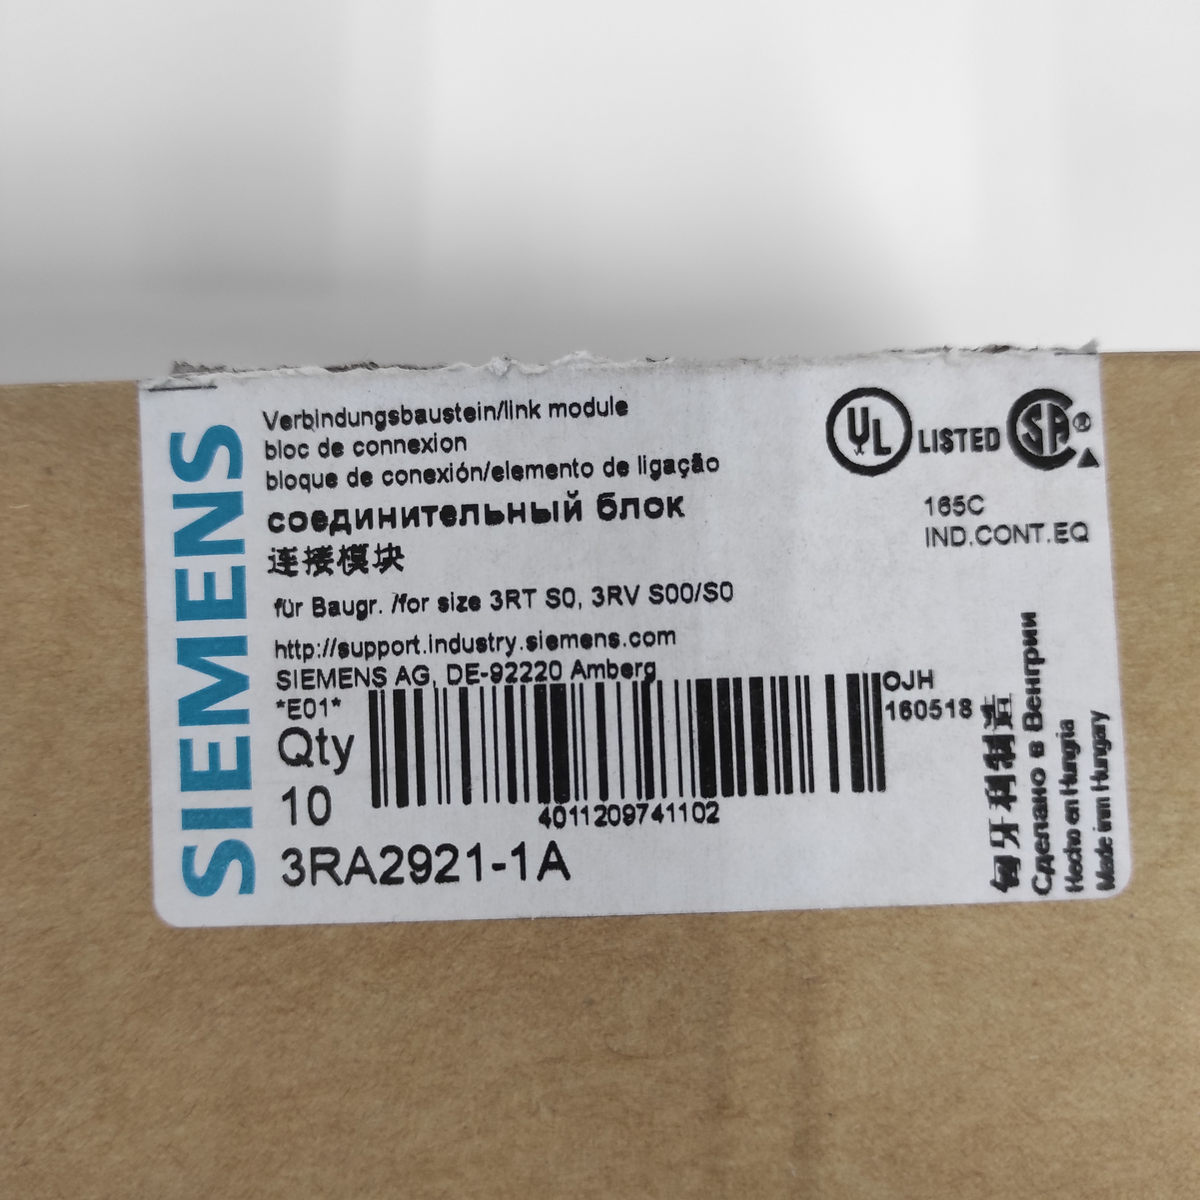 SIEMENS
Verbindungsbaustein/link module
bloc de connexion
bloque de conexión/elemento de ligação
соединительный блок
连接模块
für Baugr. /for size 3RT S0, 3RV S00/S0
http://support.industry.siemens.com
SIEMENS AG, DE-92220 Amberg
*E01*
Qty
10
4011209741102
3RA2921-1A
UL LISTED SA®
165C
IND.CONT.EQ
OJH
160518
匈牙利制造
Сделано в Венгрии
Hecho en Hungria
Made in Hungary